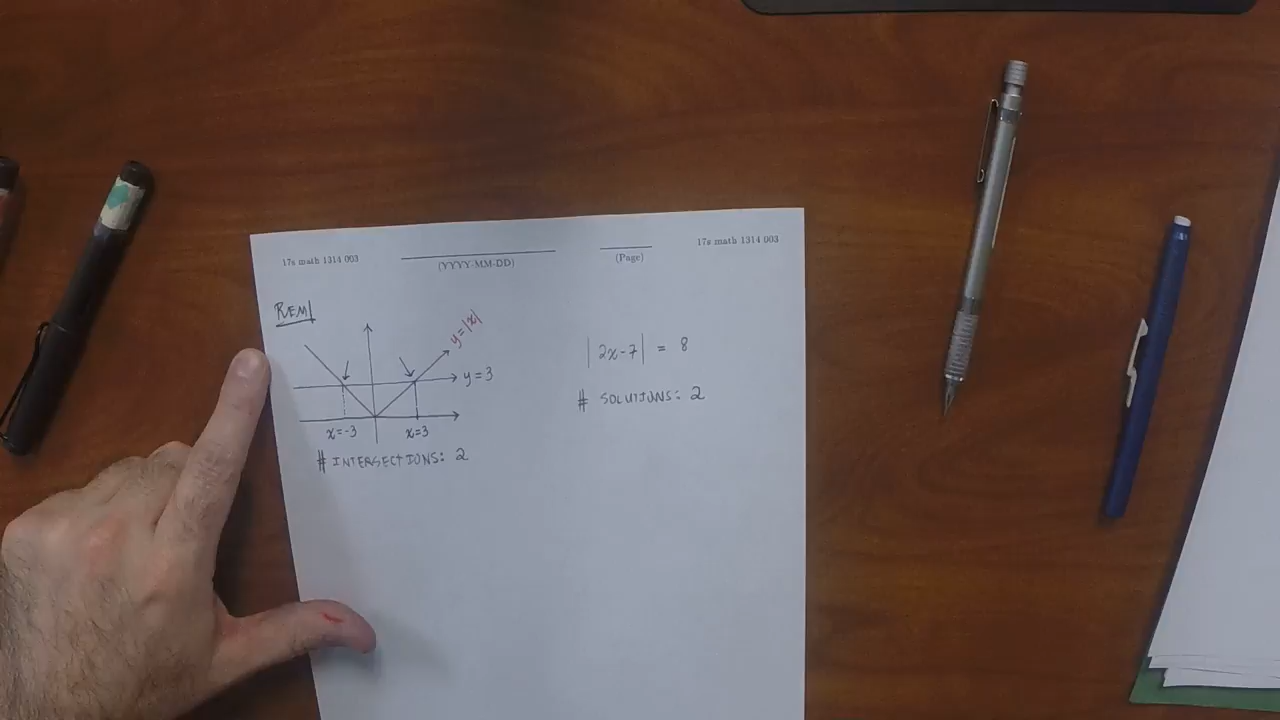 17s math 1314 003
(YYYY-MM-DD)
(Page)
17s math 1314 003
REM
y=|x|
y=3
x=-3
x=3
# INTERSECTIONS: 2
|2x-7| = 8
# SOLUTIONS: 2